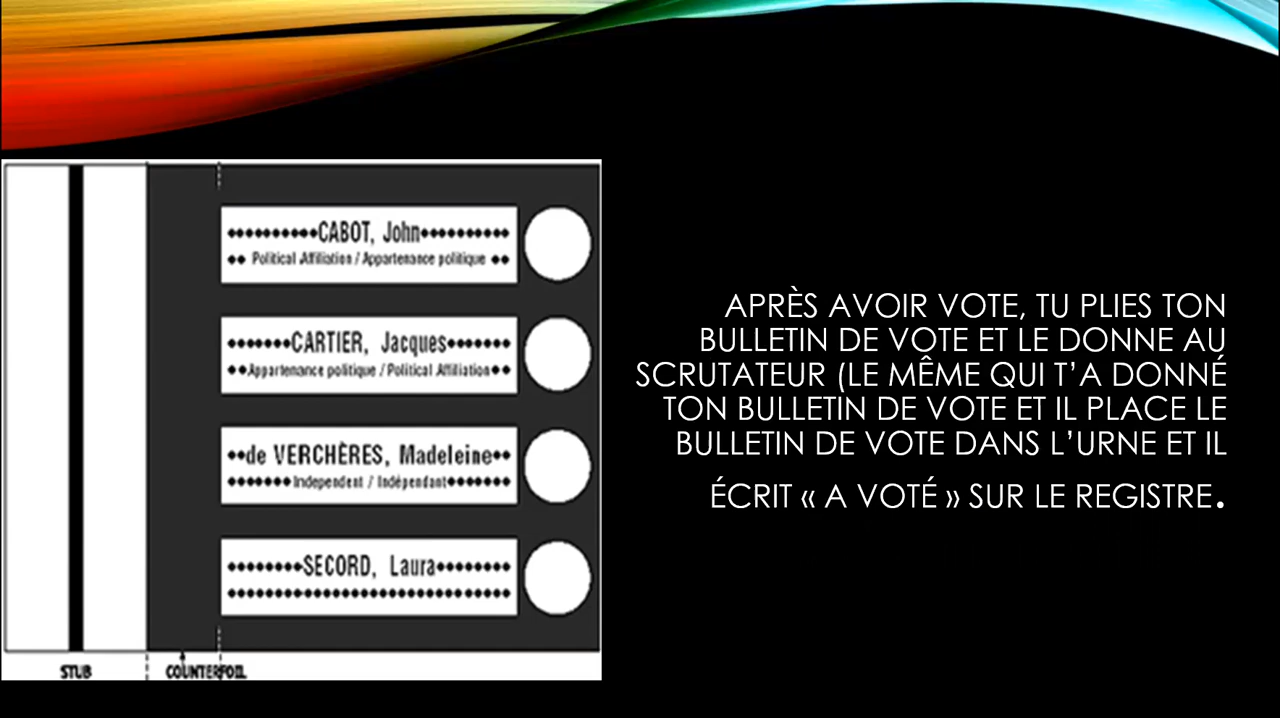 CABOT, John
Political Affiliation / Appartenance politique
CARTIER, Jacques
Appartenance politique / Political Affiliation
de VERCHÈRES, Madeleine
Independent / Indépendant
SECORD, Laura
STUB
COUNTERFOIL
APRÈS AVOIR VOTE, TU PLIES TON
BULLETIN DE VOTE ET LE DONNE AU
SCRUTATEUR (LE MÊME QUI T’A DONNÉ
TON BULLETIN DE VOTE ET IL PLACE LE
BULLETIN DE VOTE DANS L’URNE ET IL
ÉCRIT « A VOTÉ » SUR LE REGISTRE.